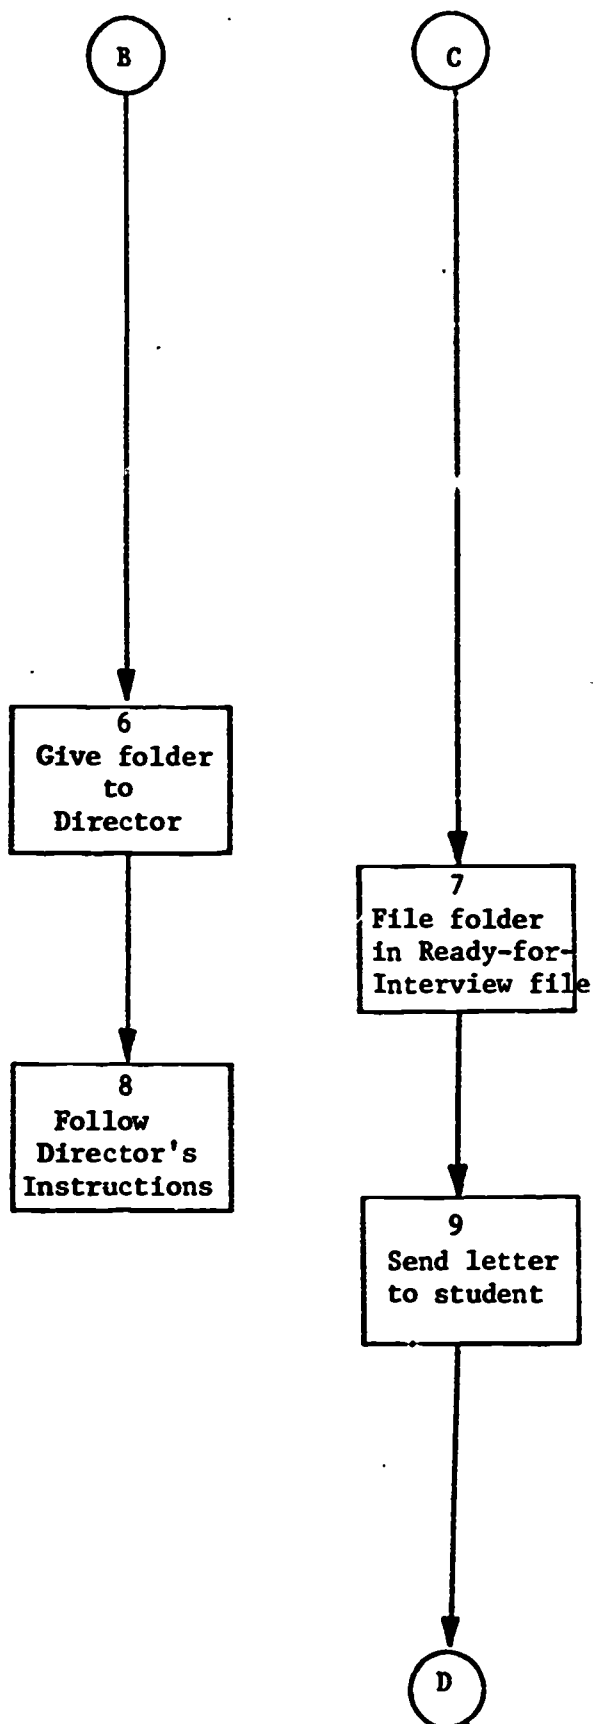 B
C
6
Give folder
to
Director
7
File folder
in Ready-for-
Interview file
8
Follow
Director's
Instructions
9
Send letter
to student
D